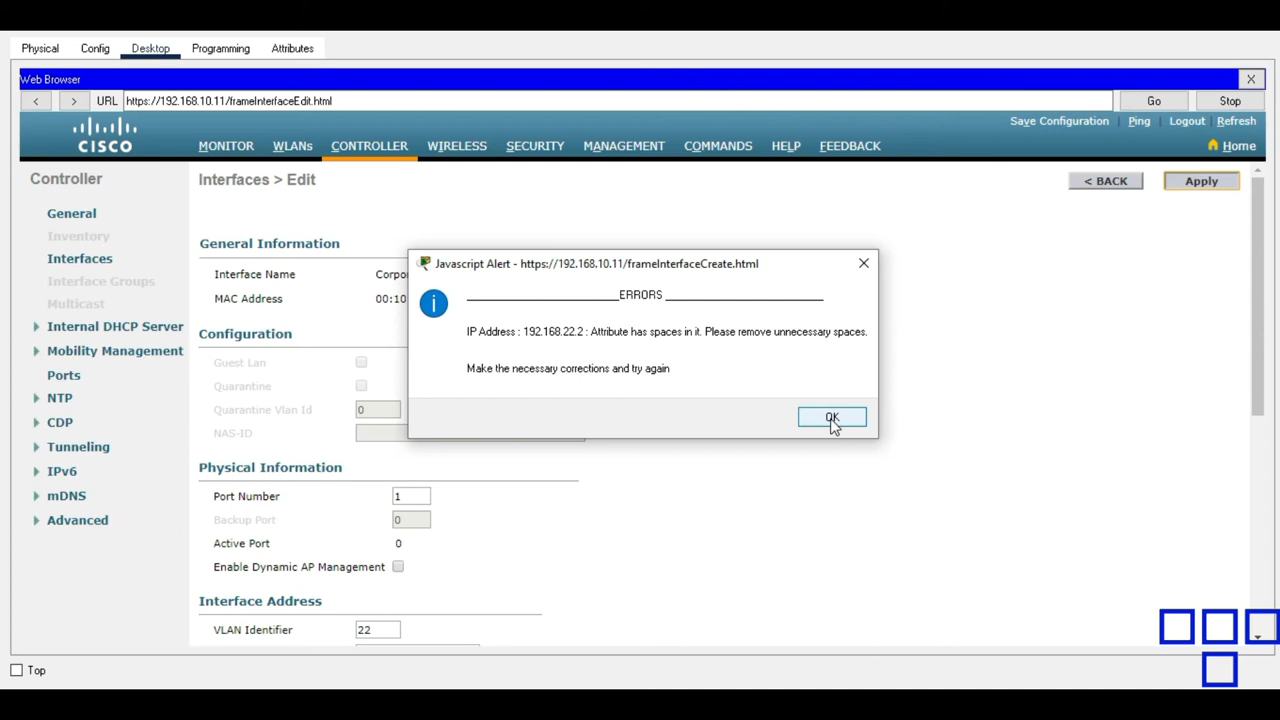 Physical Config Desktop Programming Attributes
Web Browser X
< > URL https://192.168.10.11/frameInterfaceEdit.html Go Stop
Save Configuration | Ping Logout | Refresh
CISCO MONITOR WLANs CONTROLLER WIRELESS SECURITY MANAGEMENT COMMANDS HELP FEEDBACK Home
Controller
General
Inventory
Interfaces
Interface Groups
Multicast
Internal DHCP Server
Mobility Management
Ports
NTP
CDP
Tunneling
IPv6
mDNS
Advanced
Interfaces > Edit < BACK Apply
General Information
Interface Name Corpo
MAC Address 00:10
Configuration
Guest Lan
Quarantine
Quarantine Vlan Id 0
NAS-ID
Physical Information
Port Number 1
Backup Port 0
Active Port 0
Enable Dynamic AP Management
Interface Address
VLAN Identifier 22
Javascript Alert - https://192.168.10.11/frameInterfaceCreate.html
ERRORS
IP Address : 192.168.22.2 : Attribute has spaces in it. Please remove unnecessary spaces.
Make the necessary corrections and try again
OK
Top